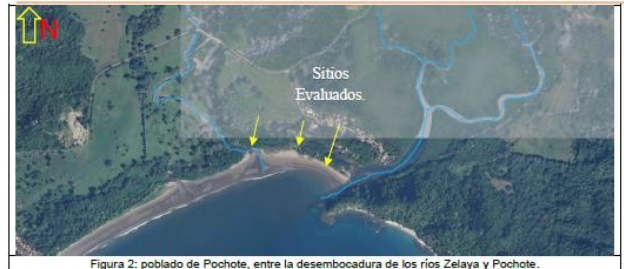 N
Sitios
Evaluados.
Figura 2: poblado de Pochote, entre la desembocadura de los ríos Zelaya y Pochote.